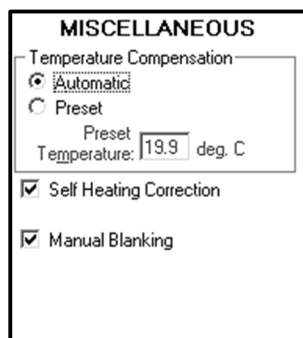 MISCELLANEOUS
Temperature Compensation
Automatic
Preset
Preset
Temperature: 19.9 deg. C
Self Heating Correction
Manual Blanking